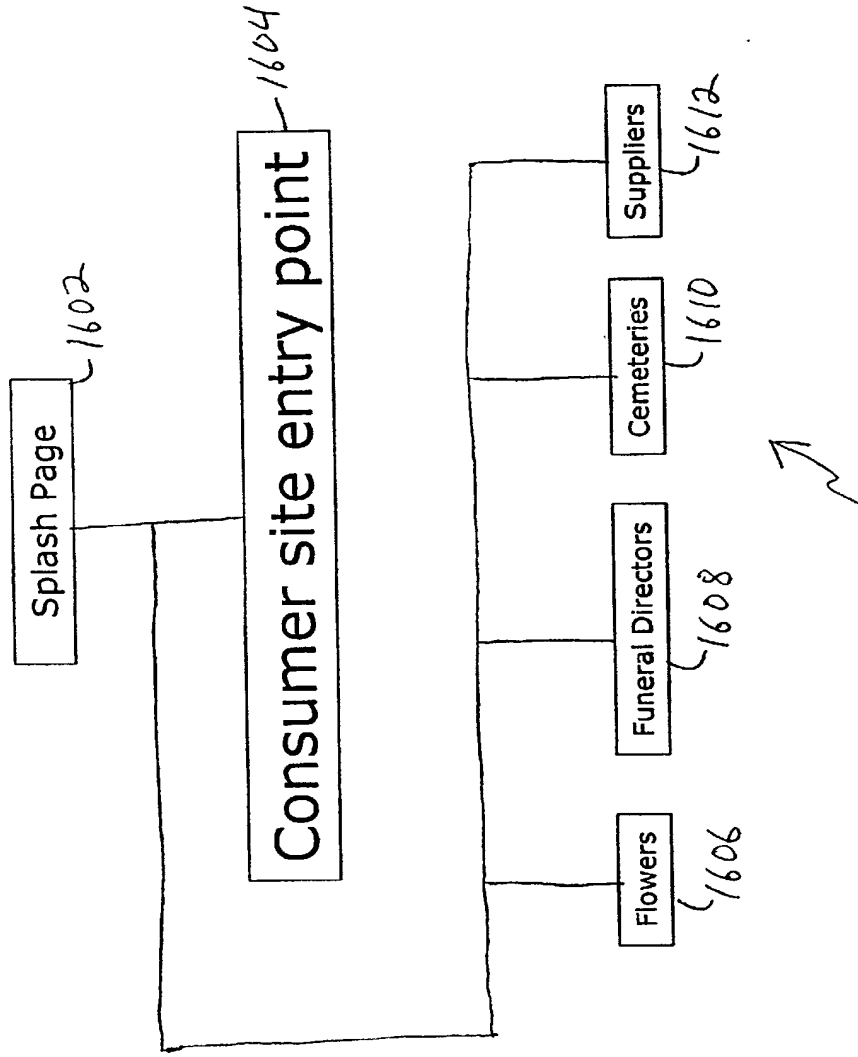 Splash Page
1602
Consumer site entry point
1604
Flowers
1606
Funeral Directors
1608
Cemeteries
1610
Suppliers
1612